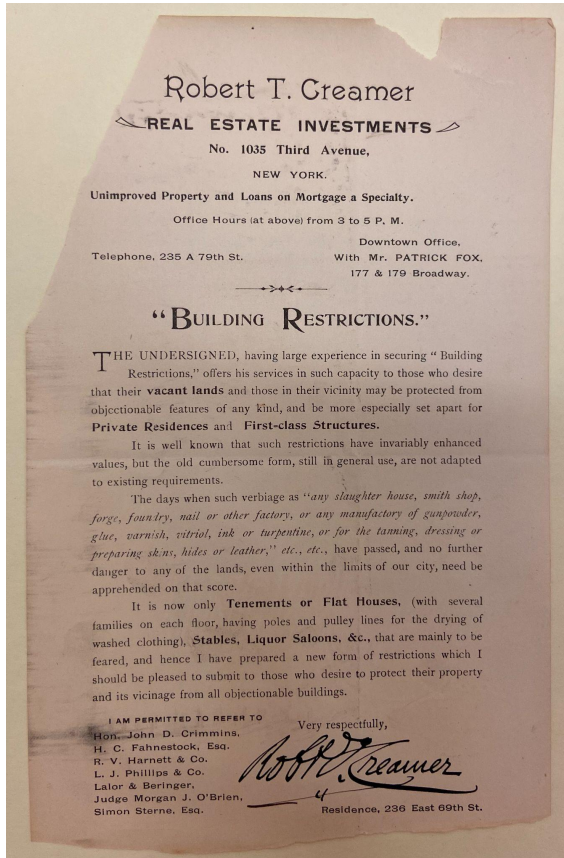 Robert T. Creamer
REAL ESTATE INVESTMENTS
No. 1035 Third Avenue,
NEW YORK.
Unimproved Property and Loans on Mortgage a Specialty.
Office Hours (at above) from 3 to 5 P. M.
Telephone, 235 A 79th St.
Downtown Office,
With Mr. PATRICK FOX,
177 & 179 Broadway.
“BUILDING RESTRICTIONS.”
THE UNDERSIGNED, having large experience in securing “ Building
Restrictions,” offers his services in such capacity to those who desire
that their vacant lands and those in their vicinity may be protected from
objectionable features of any kind, and be more especially set apart for
Private Residences and First-class Structures.
It is well known that such restrictions have invariably enhanced
values, but the old cumbersome form, still in general use, are not adapted
to existing requirements.
The days when such verbiage as “any slaughter house, smith shop,
forge, foundry, nail or other factory, or any manufactory of gunpowder,
glue, varnish, vitriol, ink or turpentine, or for the tanning, dressing or
preparing skins, hides or leather,” etc., etc., have passed, and no further
danger to any of the lands, even within the limits of our city, need be
apprehended on that score.
It is now only Tenements or Flat Houses, (with several
families on each floor, having poles and pulley lines for the drying of
washed clothing), Stables, Liquor Saloons, &c., that are mainly to be
feared, and hence I have prepared a new form of restrictions which I
should be pleased to submit to those who desire to protect their property
and its vicinage from all objectionable buildings.
I AM PERMITTED TO REFER TO
Hon. John D. Crimmins,
H. C. Fahnestock, Esq.
R. V. Harnett & Co.
L. J. Phillips & Co.
Lalor & Beringer,
Judge Morgan J. O’Brien,
Simon Sterne, Esq.
Very respectfully,
Robt T. Creamer
Residence, 236 East 69th St.